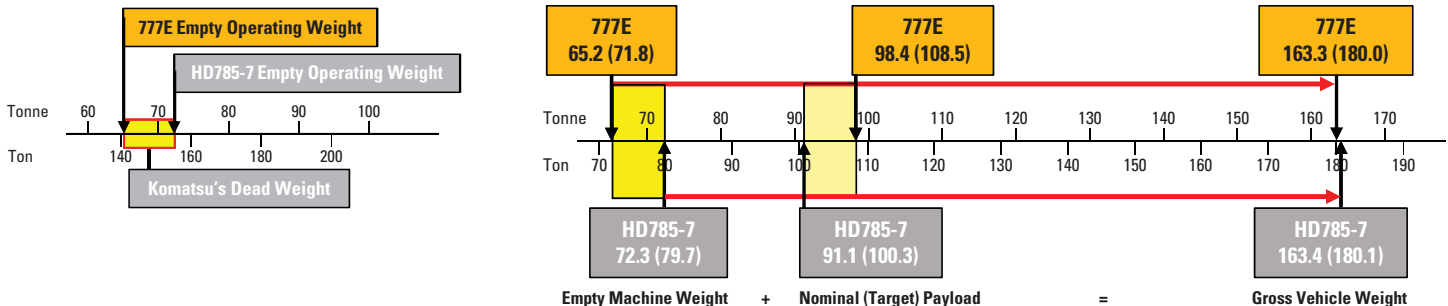 777E Empty Operating Weight
HD785-7 Empty Operating Weight
Tonne 60 70 80 90 100
Ton 140 160 180 200
Komatsu's Dead Weight
777E
65.2 (71.8)
777E
98.4 (108.5)
777E
163.3 (180.0)
Tonne 70 80 90 100 110 120 130 140 150 160 170
Ton 70 80 90 100 110 120 130 140 150 160 170 180 190
HD785-7
72.3 (79.7)
HD785-7
91.1 (100.3)
HD785-7
163.4 (180.1)
Empty Machine Weight + Nominal (Target) Payload = Gross Vehicle Weight